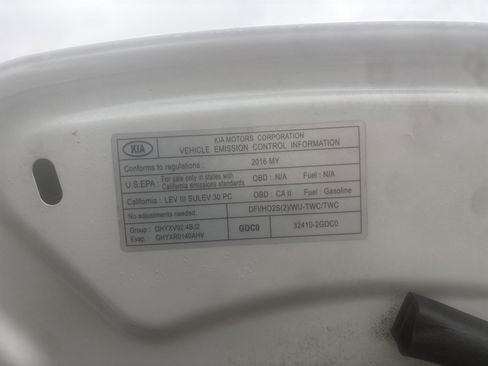 KIA
KIA MOTORS CORPORATION
VEHICLE EMISSION CONTROL INFORMATION
Conforms to regulations : 2016 MY
U.S.EPA : For sale only in states with California emissions standards OBD : N/A Fuel : N/A
California : LEV III SULEV 30 PC OBD : CA II Fuel : Gasoline
No adjustments needed. DFI/HO2S(2)/WU-TWC/TWC
Group : GHYXV02.4BJ2 GDC0 32410-2GDC0
Evap : GHYXR0140AHV